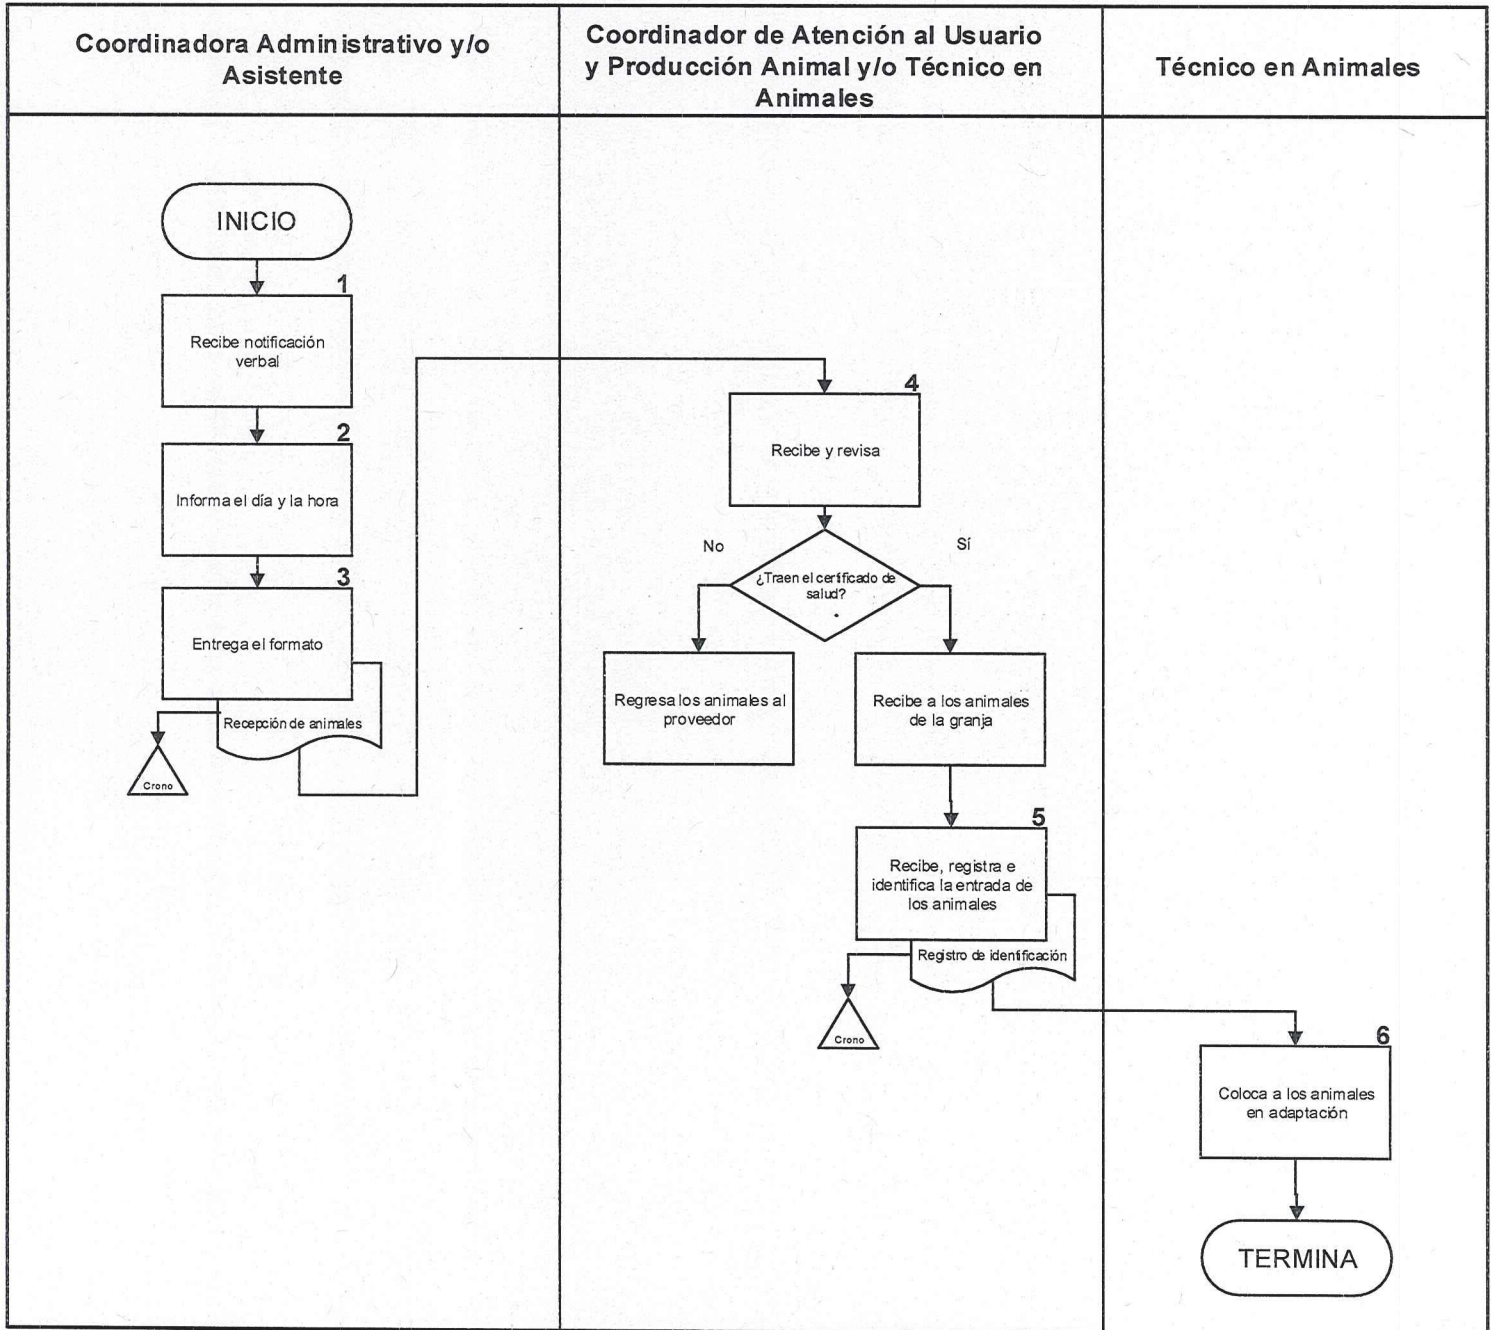 Coordinadora Administrativo y/o
Asistente
Coordinador de Atención al Usuario
y Producción Animal y/o Técnico en
Animales
Técnico en Animales
INICIO
1
Recibe notificación
verbal
2
Informa el día y la hora
3
Entrega el formato
Recepción de animales
Crono
4
Recibe y revisa
No
Sí
¿Traen el certificado de
salud?
Regresa los animales al
proveedor
Recibe a los animales
de la granja
5
Recibe, registra e
identifica la entrada de
los animales
Registro de identificación
Crono
6
Coloca a los animales
en adaptación
TERMINA